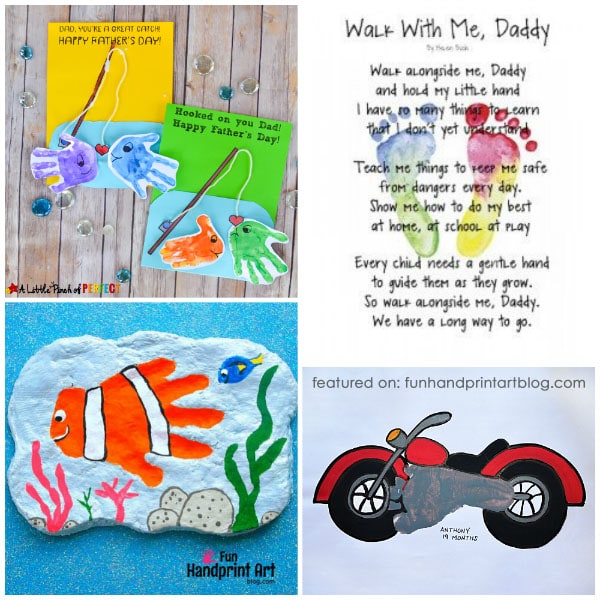 DAD, YOU'RE A GREAT CATCH!
HAPPY FATHER'S DAY!
Hooked on you Dad!
Happy Father's Day!
A Little Pinch of PERFECT
Walk With Me, Daddy
By Helen Bush
Walk alongside me, Daddy
and hold my little hand
I have so many things to learn
that I don't yet understand
Teach me things to keep me safe
from dangers every day.
Show me how to do my best
at home, at school at play
Every child needs a gentle hand
to guide them as they grow.
So walk alongside me, Daddy.
We have a long way to go.
Fun
Handprint Art
blog.com
featured on: funhandprintartblog.com
ANTHONY
19 MONTHS